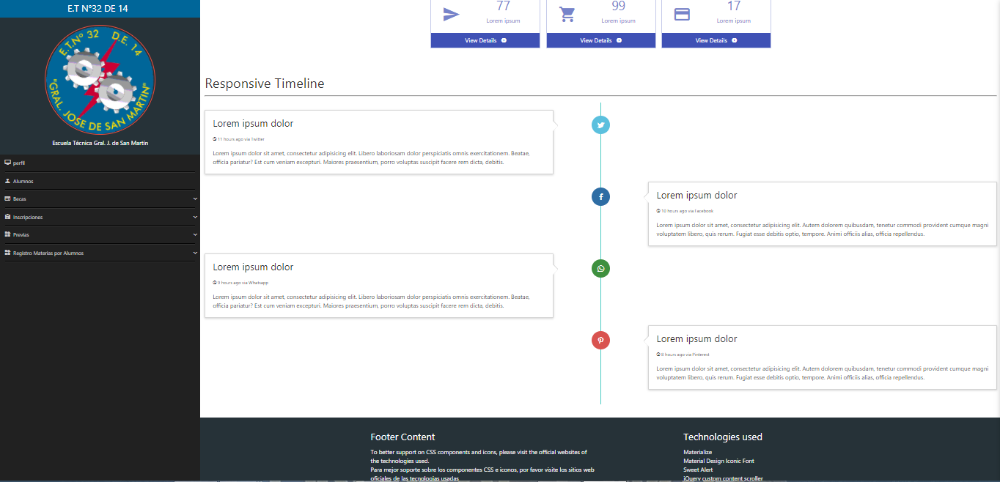 E.T N°32 DE 14
E.T.Nº 32 D.E. 14
"GRAL. JOSE DE SAN MARTIN"
Escuela Técnica Gral. J. de San Martin
perfil
Alumnos
Becas
Inscripciones
Previas
Registro Materias por Alumnos
77
Lorem ipsum
View Details
99
Lorem ipsum
View Details
17
Lorem ipsum
View Details
Responsive Timeline
Lorem ipsum dolor
11 hours ago via Twitter
Lorem ipsum dolor sit amet, consectetur adipisicing elit. Libero laboriosam dolor perspiciatis omnis exercitationem. Beatae,
officia pariatur? Est cum veniam excepturi. Maiores praesentium, porro voluptas suscipit facere rem dicta, debitis.
Lorem ipsum dolor
10 hours ago via Facebook
Lorem ipsum dolor sit amet, consectetur adipisicing elit. Autem dolorem quibusdam, tenetur commodi provident cumque magni
voluptatem libero, quis rerum. Fugiat esse debitis optio, tempore. Animi officiis alias, officia repellendus.
Lorem ipsum dolor
9 hours ago via Whatsapp
Lorem ipsum dolor sit amet, consectetur adipisicing elit. Libero laboriosam dolor perspiciatis omnis exercitationem. Beatae,
officia pariatur? Est cum veniam excepturi. Maiores praesentium, porro voluptas suscipit facere rem dicta, debitis.
Lorem ipsum dolor
8 hours ago via Pinterest
Lorem ipsum dolor sit amet, consectetur adipisicing elit. Autem dolorem quibusdam, tenetur commodi provident cumque magni
voluptatem libero, quis rerum. Fugiat esse debitis optio, tempore. Animi officiis alias, officia repellendus.
Footer Content
To better support on CSS components and icons, please visit the official websites of
the technologies used.
Para mejor soporte sobre los componentes CSS e iconos, por favor visite los sitios web
oficiales de las tecnologias usadas
Technologies used
Materialize
Material Design Iconic Font
Sweet Alert
jQuery custom content scroller